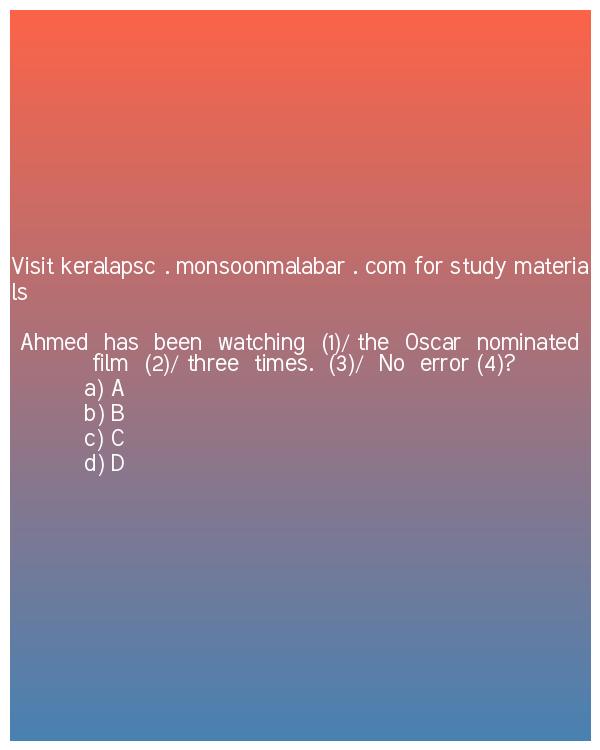 Visit keralapsc . monsoonmalabar . com for study materia
ls
Ahmed has been watching (1)/ the Oscar nominated
film (2)/ three times. (3)/ No error (4)?
a) A
b) B
c) C
d) D